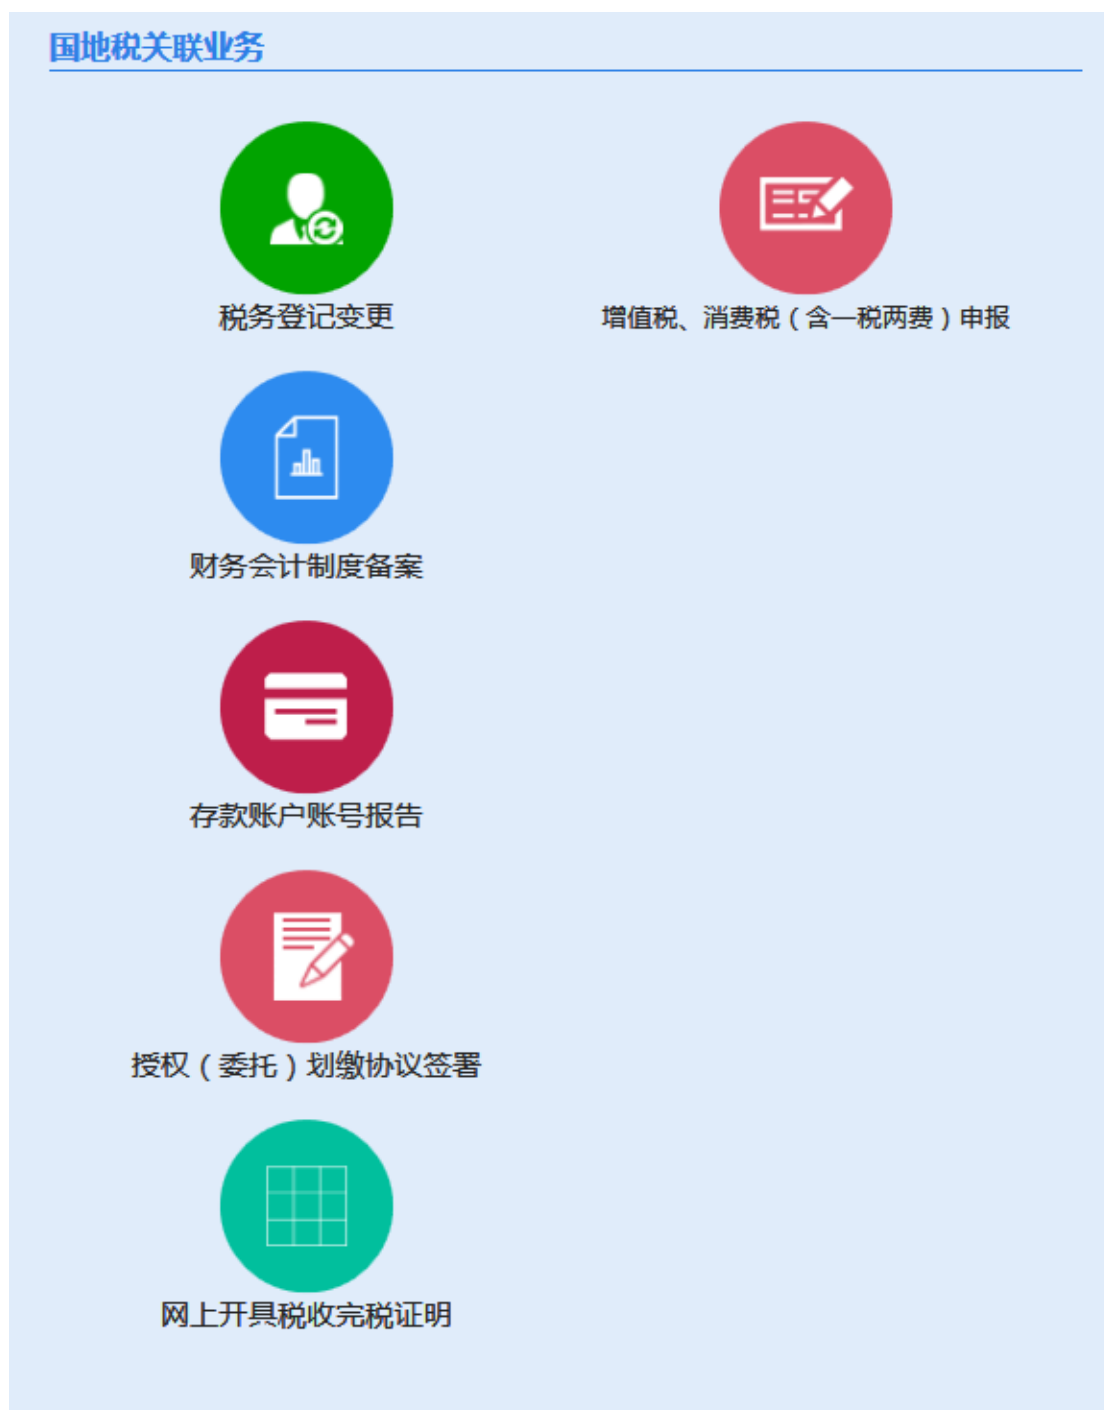 国地税关联业务
税务登记变更
增值税、消费税（含一税两费）申报
财务会计制度备案
存款账户账号报告
授权（委托）划缴协议签署
网上开具税收完税证明